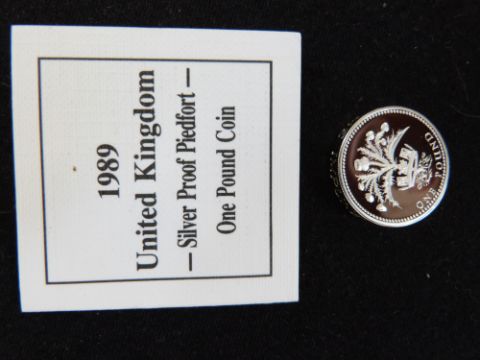 1989
United Kingdom
— Silver Proof Piedfort —
One Pound Coin
ONE POUND